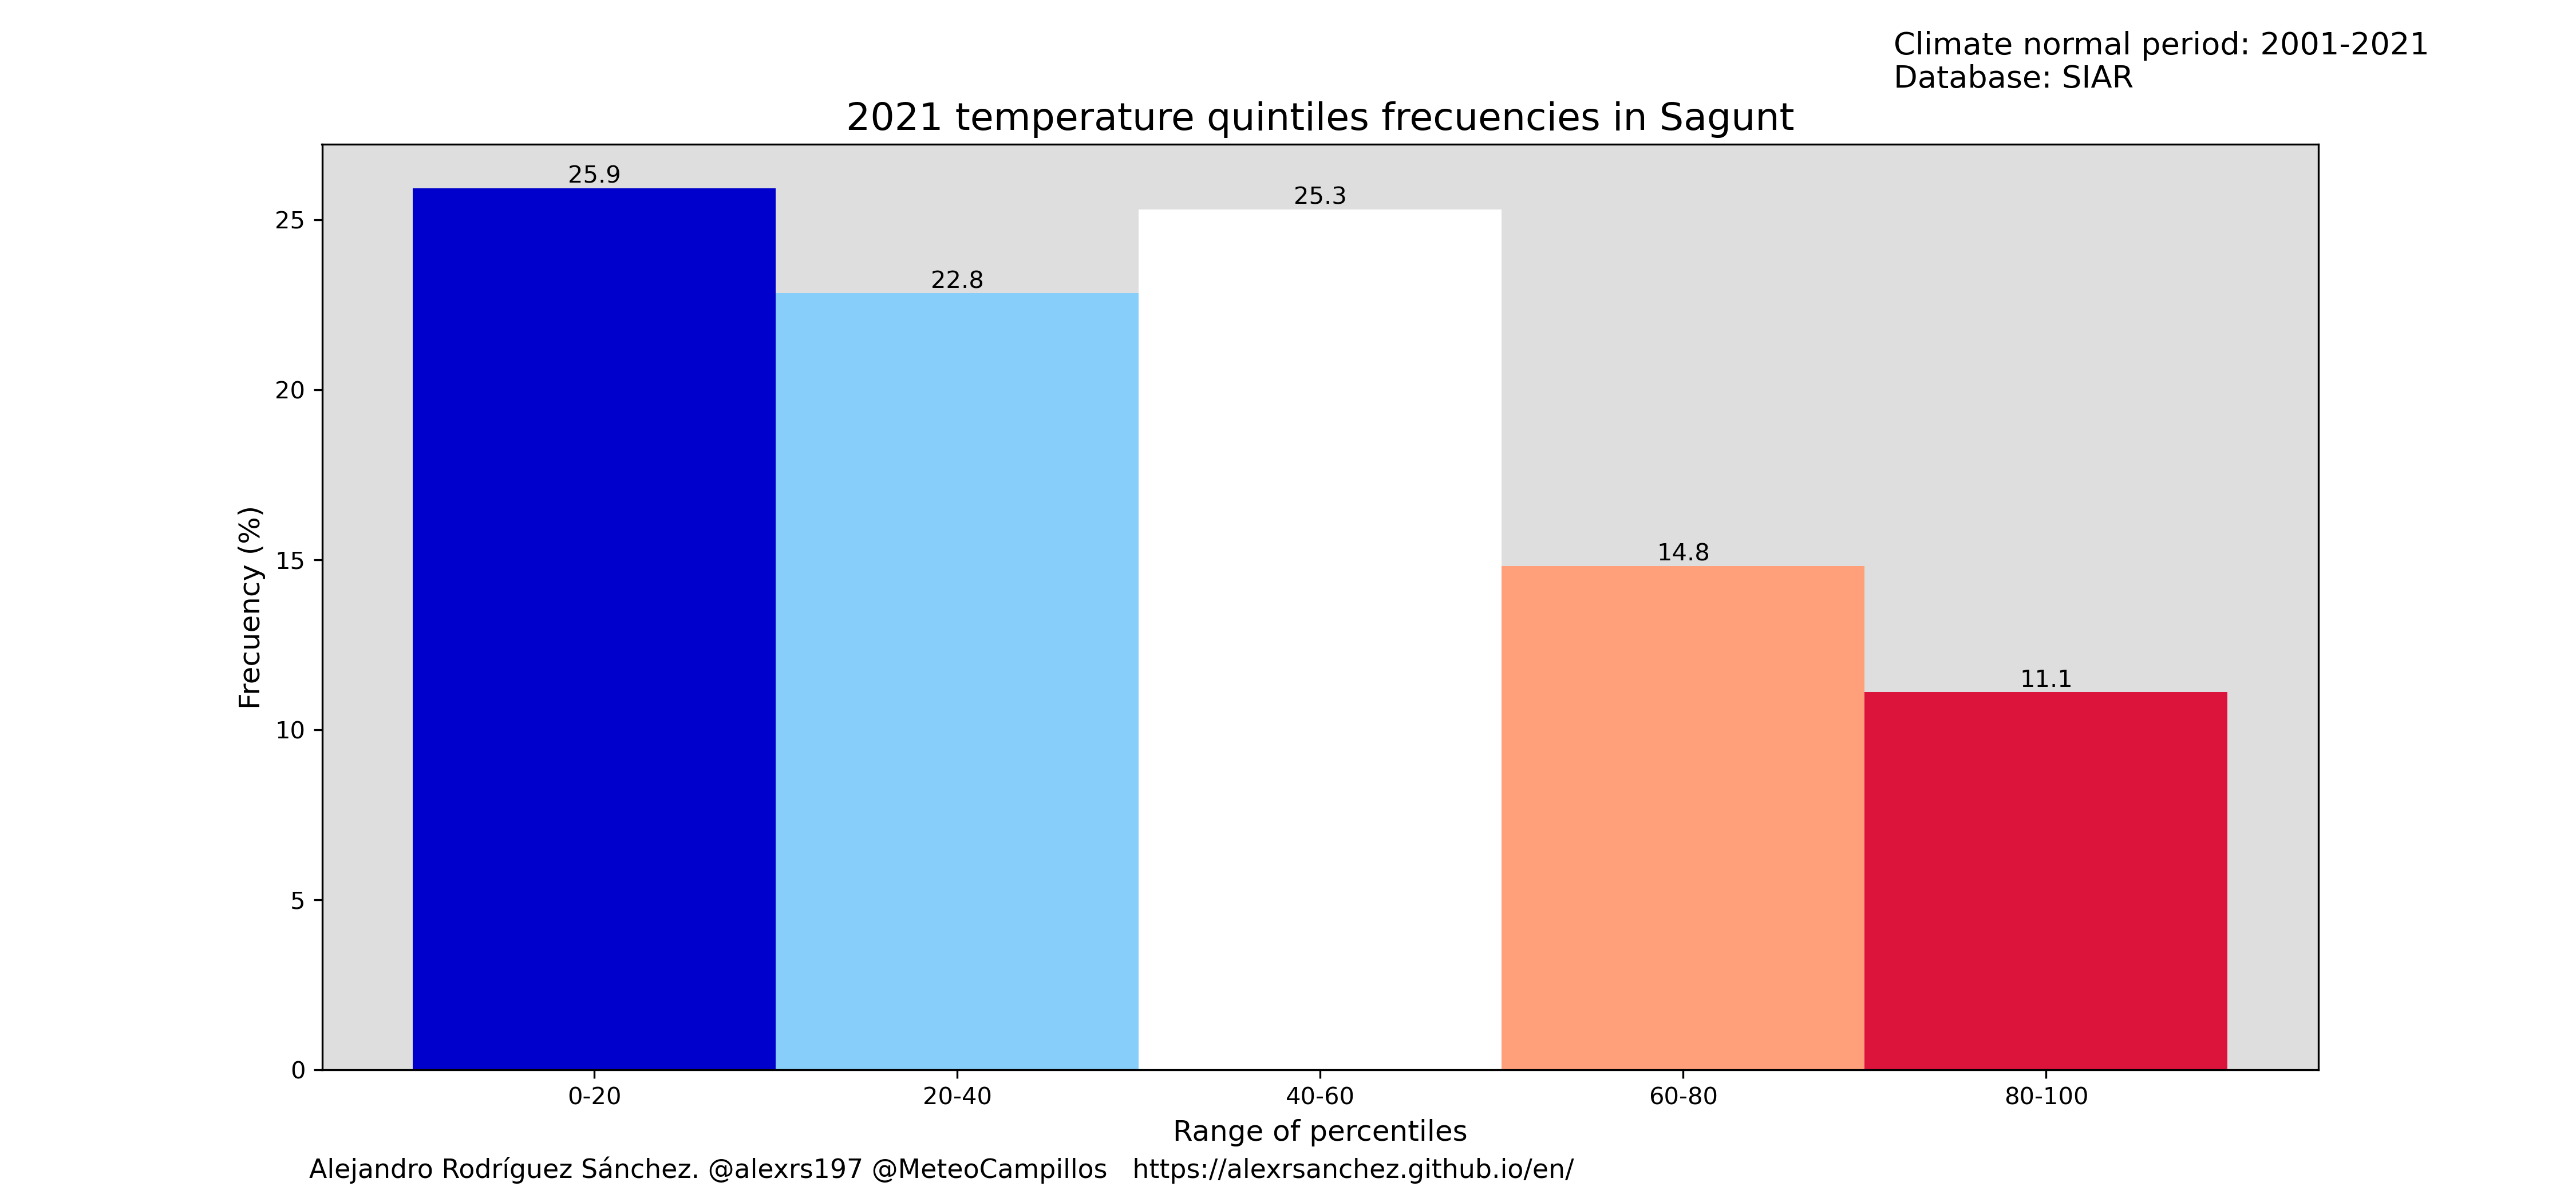 Climate normal period: 2001-2021
Database: SIAR
2021 temperature quintiles frecuencies in Sagunt
25.9
22.8
25.3
14.8
11.1
Frecuency (%)
25
20
15
10
5
0
0-20
20-40
40-60
60-80
80-100
Range of percentiles
Alejandro Rodríguez Sánchez. @alexrs197 @MeteoCampillos   https://alexrsanchez.github.io/en/